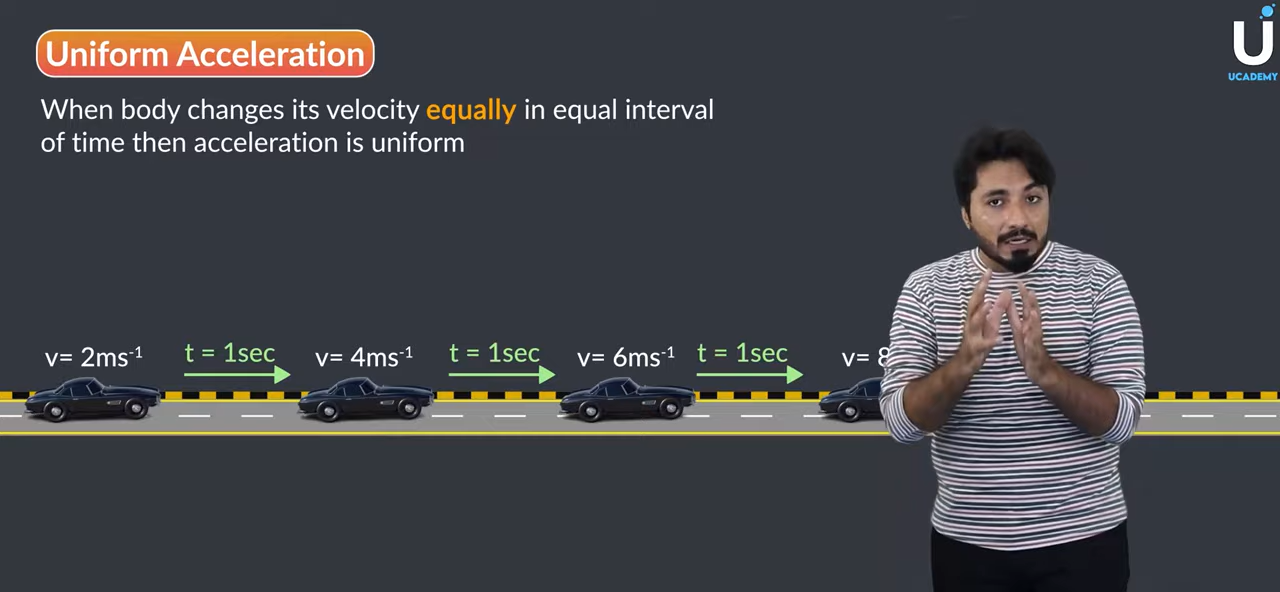 Uniform Acceleration
When body changes its velocity equally in equal interval
of time then acceleration is uniform
v= 2ms⁻¹ t = 1sec v= 4ms⁻¹ t = 1sec v= 6ms⁻¹ t = 1sec v= 8
U
UCADEMY